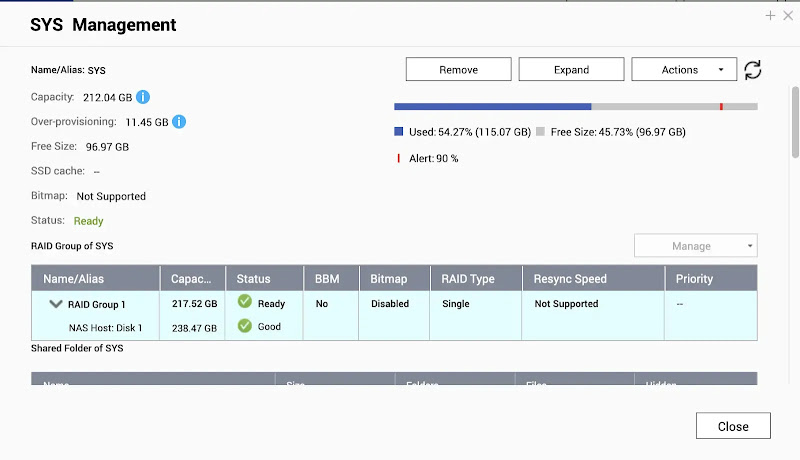 SYS Management
Name/Alias: SYS
Remove
Expand
Actions
Capacity: 212.04 GB
Over-provisioning: 11.45 GB
Free Size: 96.97 GB
SSD cache: --
Bitmap: Not Supported
Status: Ready
Used: 54.27% (115.07 GB) Free Size: 45.73% (96.97 GB)
Alert: 90 %
RAID Group of SYS
Manage
Name/Alias Capac... Status BBM Bitmap RAID Type Resync Speed Priority
RAID Group 1 217.52 GB Ready No Disabled Single Not Supported --
NAS Host: Disk 1 238.47 GB Good
Shared Folder of SYS
Name Size Folders Files Hidden
Close